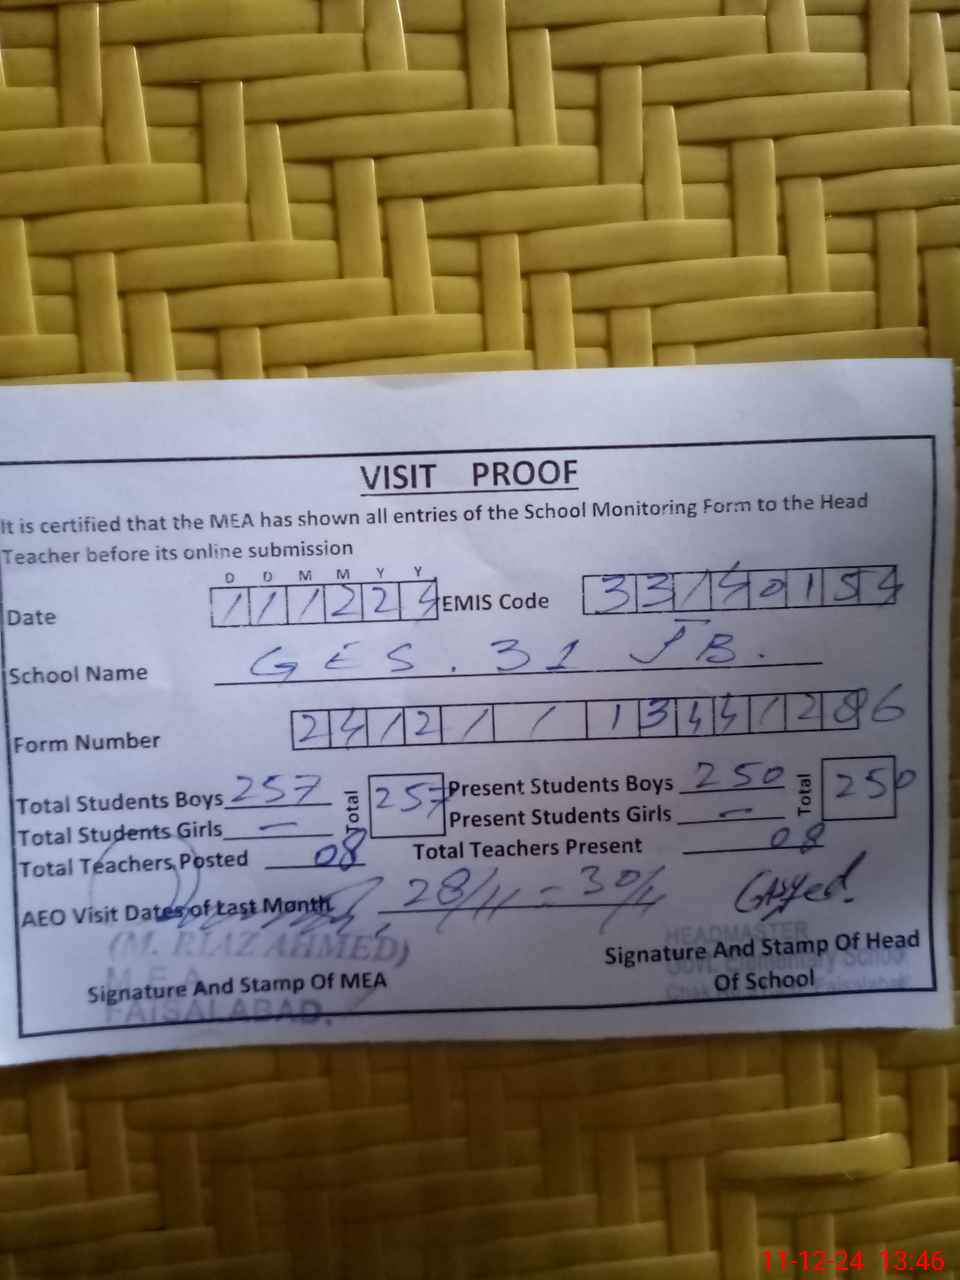 VISIT PROOF
It is certified that the MEA has shown all entries of the School Monitoring Form to the Head
Teacher before its online submission
D D M M Y Y
Date 111224 EMIS Code 33140154
School Name GES. 31 JB.
Form Number
Total Students Boys 257 Total 257 Present Students Boys 250 Total 250
Total Students Girls — Present Students Girls —
Total Teachers Posted 08 Total Teachers Present 08
AEO Visit Dates of Last Month 28/11 - 30/11
(M. RIAZ AHMED)
M.E.A
FAISALABAD.
Signature And Stamp Of MEA
HEADMASTER
Govt. Elementary School
Signature And Stamp Of Head
Of School
11-12-24 13:46